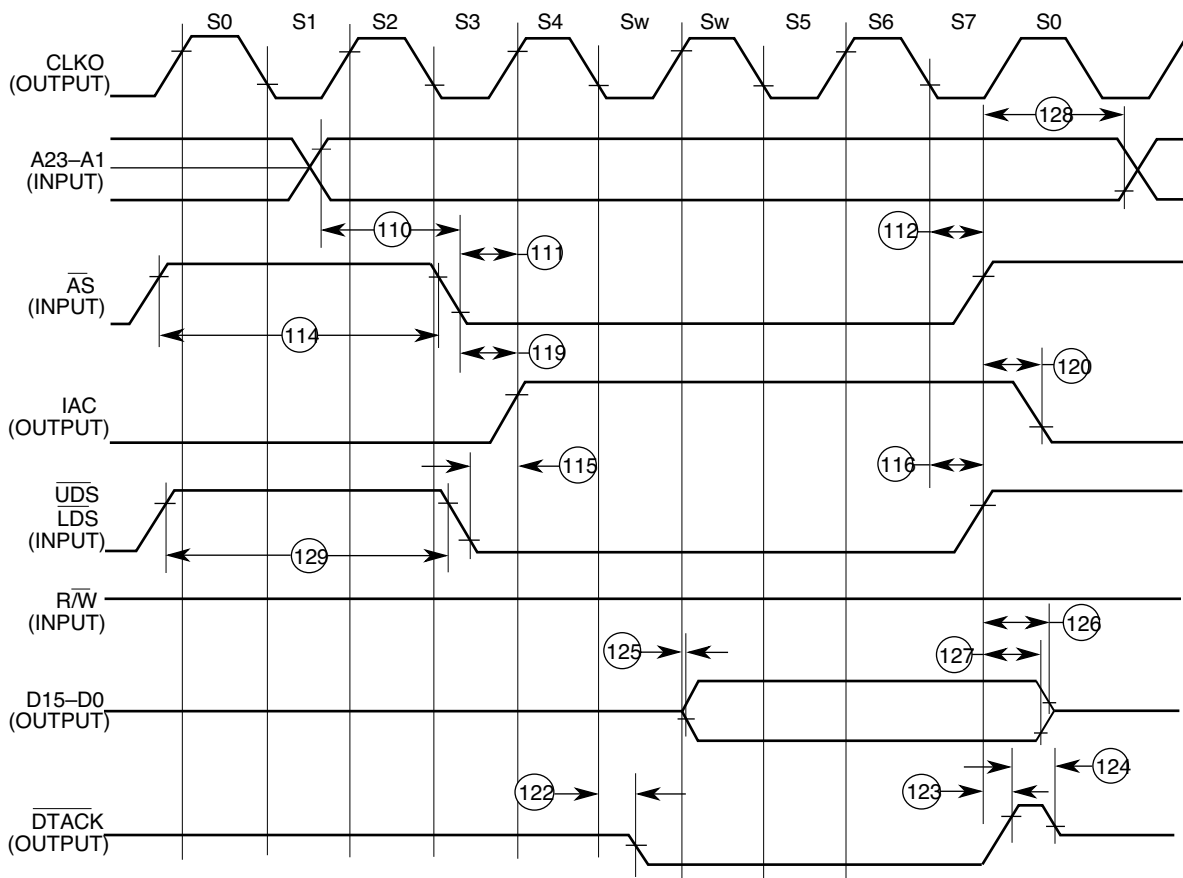 S0 S1 S2 S3 S4 Sw Sw S5 S6 S7 S0
CLKO
(OUTPUT)
128
A23–A1
(INPUT)
110
112
111
AS
(INPUT)
114
119
120
IAC
(OUTPUT)
115
116
UDS
LDS
(INPUT)
129
R/W
(INPUT)
126
125
127
D15–D0
(OUTPUT)
124
122
123
DTACK
(OUTPUT)